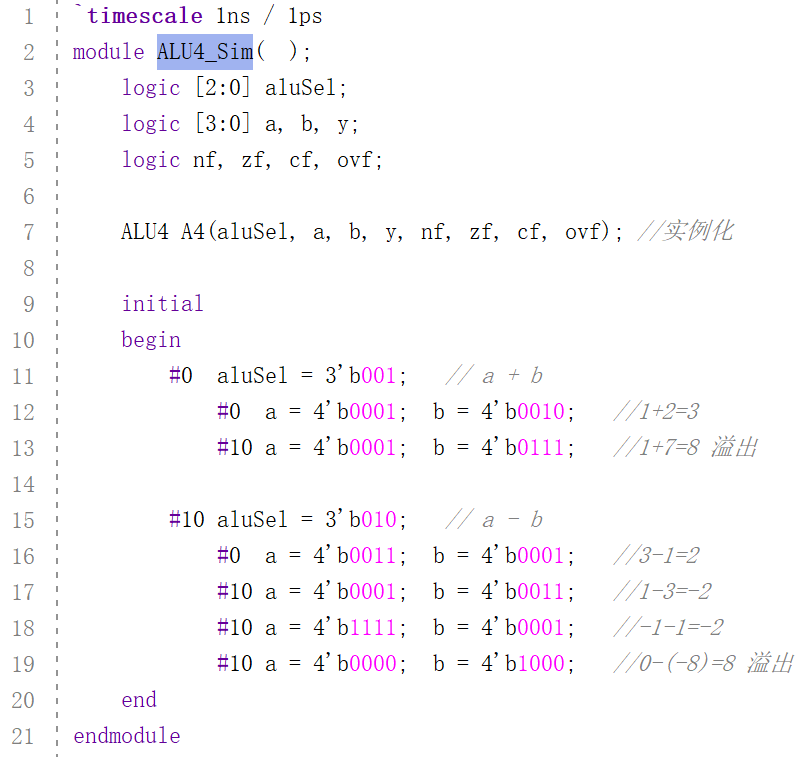 1 `timescale 1ns / 1ps
2 module ALU4_Sim(  );
3     logic [2:0] aluSel;
4     logic [3:0] a, b, y;
5     logic nf, zf, cf, ovf;
6
7     ALU4 A4(aluSel, a, b, y, nf, zf, cf, ovf); //实例化
8
9     initial
10     begin
11         #0  aluSel = 3'b001;   // a + b
12             #0  a = 4'b0001;  b = 4'b0010;   //1+2=3
13             #10 a = 4'b0001;  b = 4'b0111;   //1+7=8 溢出
14
15         #10 aluSel = 3'b010;   // a - b
16             #0  a = 4'b0011;  b = 4'b0001;   //3-1=2
17             #10 a = 4'b0001;  b = 4'b0011;   //1-3=-2
18             #10 a = 4'b1111;  b = 4'b0001;   //-1-1=-2
19             #10 a = 4'b0000;  b = 4'b1000;   //0-(-8)=8 溢出
20     end
21 endmodule